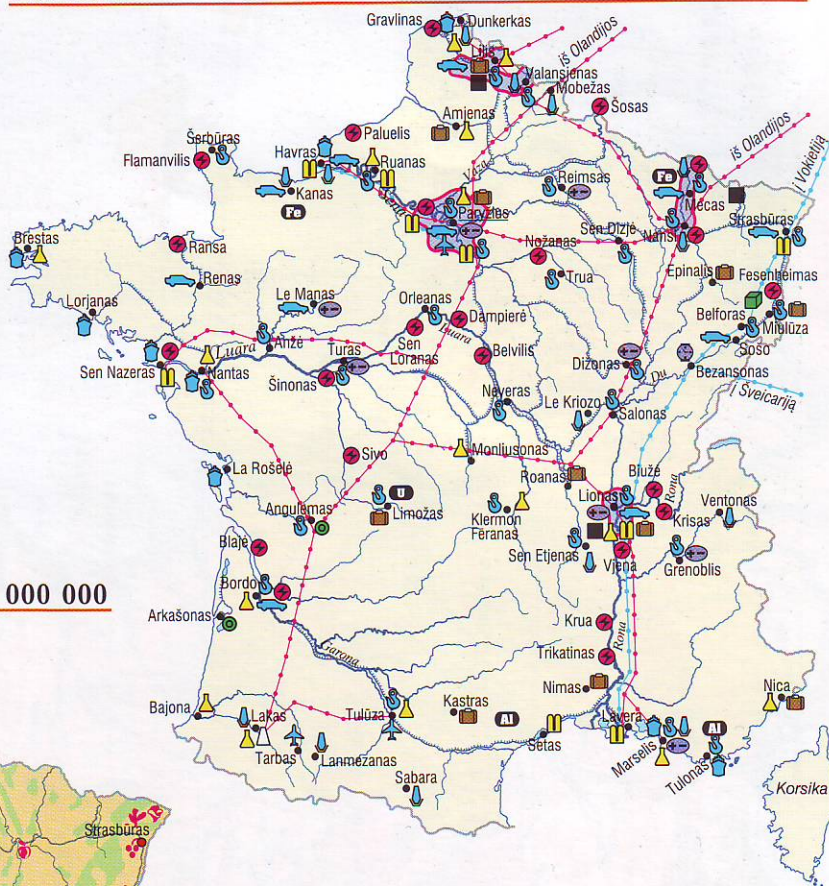 Gravlinas
Dunkerkas
Lilis
iš Olandijos
Valansjenas
Mobežas
Šosas
Amjenas
Šerbūras
Flamanvilis
Paluelis
Havras
Ruanas
Kanas
Fe
Sena
Paryžius
Reimsas
iš Olandijos
Fe
Mecas
į Vokietiją
Strasbūras
Nansi
Sen Dizjė
Nožanas
Trua
Epinalis
Fesenheimas
Brestas
Ransa
Renas
Lorjanas
Le Manas
Orleanas
Sen
Loranas
Dampierė
Luara
Belforas
Miulūza
Sošo
Anžė
Turas
Luara
Belvilis
Dižonas
Du
Bezansonas
Sen Nazeras
Nantas
Šinonas
Neveras
Le Kriozo
Salonas
į Šveicariją
Sivo
Monliusonas
La Rošelė
Roanas
Lionas
Biužė
Rona
Ventonas
Angulemas
U
Limožas
Klermon
Feranas
Krisas
Sen Etjenas
Vjena
Grenoblis
Blajė
000 000
Bordo
Arkašonas
Krua
Rona
Garona
Trikatinas
Nimas
Nica
Bajona
Lakas
Tulūza
Kastras
Al
Setas
Lavera
Al
Marselis
Tulonas
Tarbas
Lanmezanas
Sabara
Korsika
Strasbūras